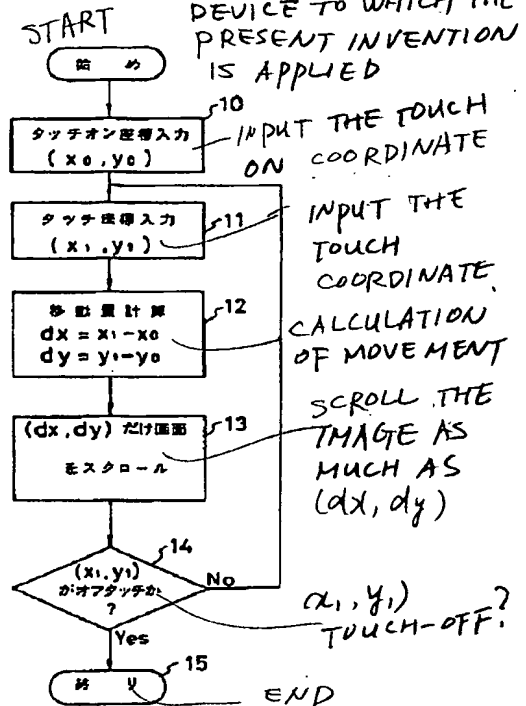 START
DEVICE TO WHICH THE
PRESENT INVENTION
IS APPLIED
始め
10
タッチオン座標入力
(x0,y0)
INPUT THE TOUCH
ON COORDINATE
11
タッチ座標入力
(x1,y1)
INPUT THE
TOUCH
COORDINATE.
12
移動量計算
dx = x1-x0
dy = y1-y0
CALCULATION
OF MOVEMENT
13
(dx,dy)だけ画面
をスクロール
SCROLL THE
IMAGE AS
MUCH AS
(dx, dy)
14
(x1,y1)
がオフタッチか
?
No
x1, y1)
TOUCH-OFF?
Yes
15
終り
END